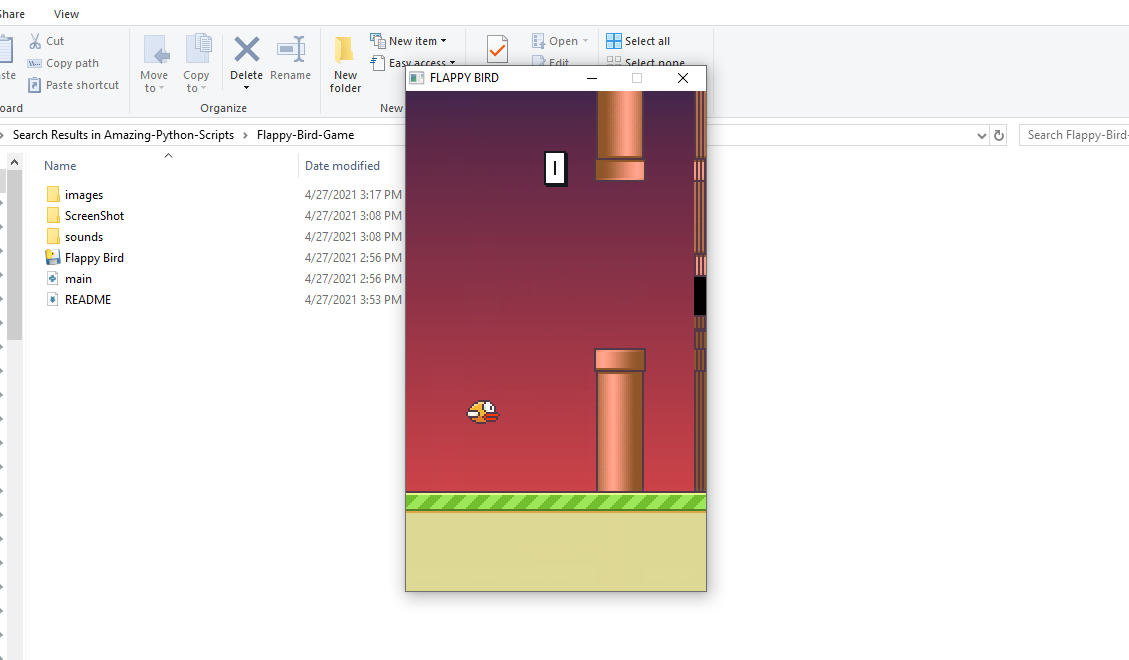 Share View
Cut
Copy path
Paste shortcut
Move to
Copy to
Delete
Rename
New folder
New item
Easy access
Open
Edit
Select all
Select none
Organize
New
Search Results in Amazing-Python-Scripts > Flappy-Bird-Game
Search Flappy-Bird-
FLAPPY BIRD
Name Date modified
images 4/27/2021 3:17 PM
ScreenShot 4/27/2021 3:08 PM
sounds 4/27/2021 3:08 PM
Flappy Bird 4/27/2021 2:56 PM
main 4/27/2021 2:56 PM
README 4/27/2021 3:53 PM